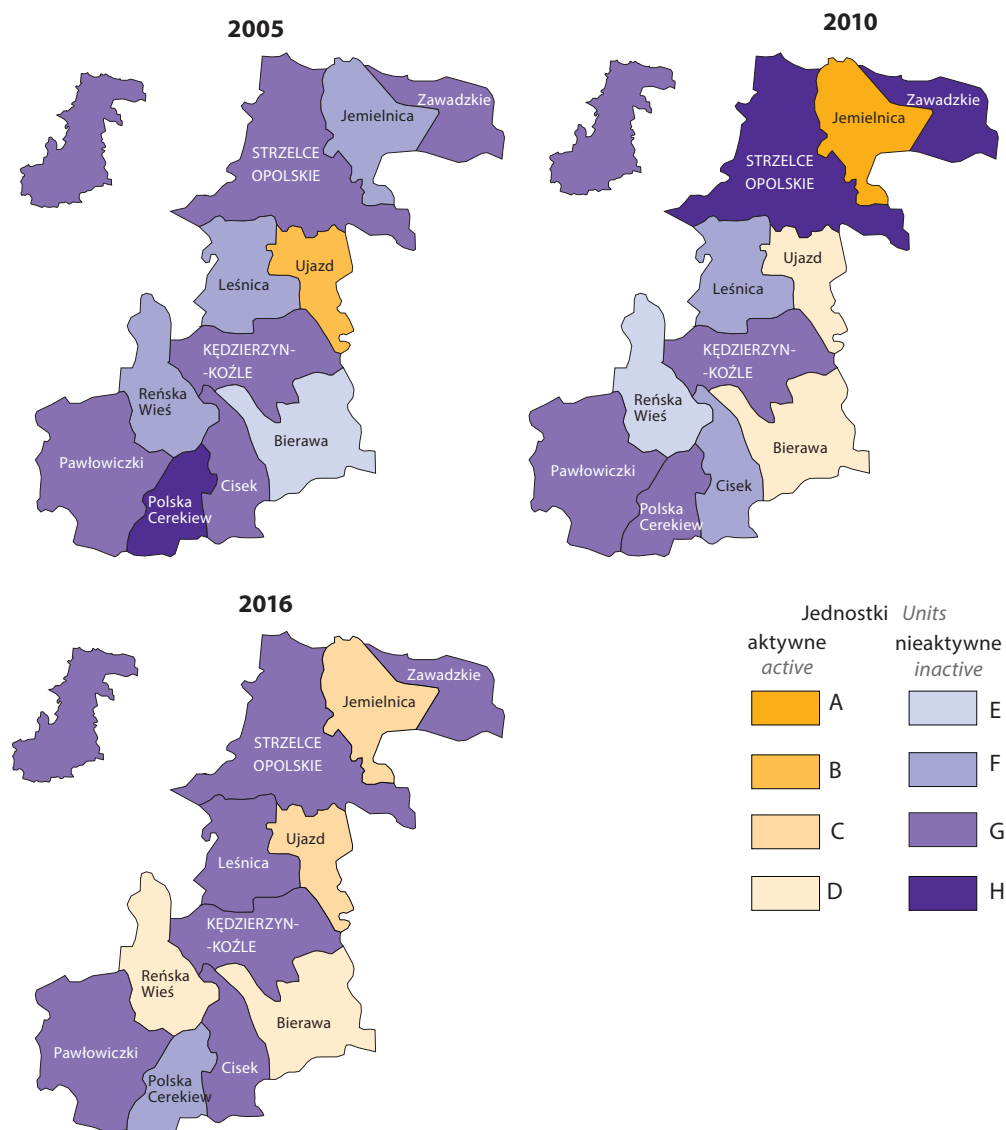 2005
Jemielnica
Zawadzkie
STRZELCE
OPOLSKIE
Ujazd
Leśnica
KĘDZIERZYN-
-KOŹLE
Reńska
Wieś
Bierawa
Pawłowiczki
Cisek
Polska
Cerekiew
2010
Zawadzkie
Jemielnica
STRZELCE
OPOLSKIE
Ujazd
Leśnica
KĘDZIERZYN-
-KOŹLE
Reńska
Wieś
Bierawa
Pawłowiczki
Cisek
Polska
Cerekiew
2016
Zawadzkie
Jemielnica
STRZELCE
OPOLSKIE
Ujazd
Leśnica
KĘDZIERZYN-
-KOŹLE
Reńska
Wieś
Bierawa
Pawłowiczki
Cisek
Polska
Cerekiew
Jednostki Units
aktywne nieaktywne
active inactive
A E
B F
C G
D H